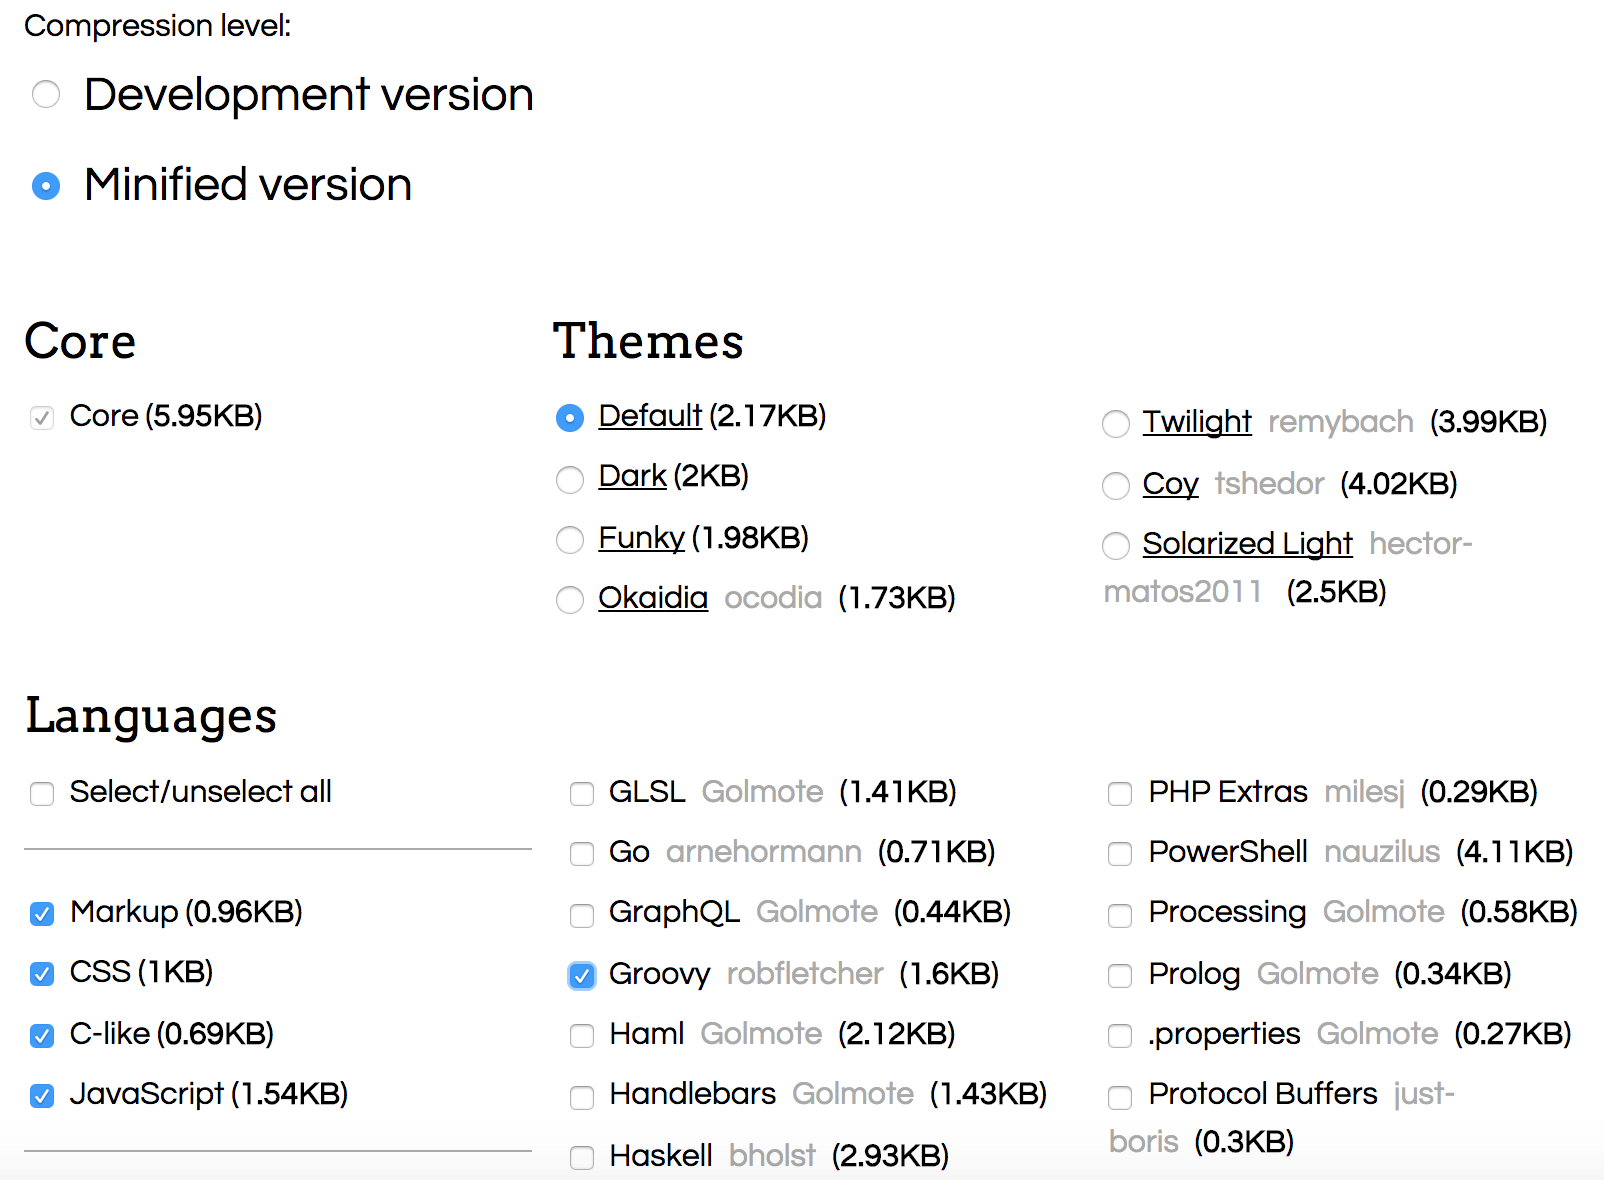 Compression level:
Development version
Minified version
Core
Core (5.95KB)
Themes
Default (2.17KB)
Dark (2KB)
Funky (1.98KB)
Okaidia ocodia (1.73KB)
Twilight remybach (3.99KB)
Coy tshedor (4.02KB)
Solarized Light hector-
matos2011 (2.5KB)
Languages
Select/unselect all
Markup (0.96KB)
CSS (1KB)
C-like (0.69KB)
JavaScript (1.54KB)
GLSL Golmote (1.41KB)
Go arnehormann (0.71KB)
GraphQL Golmote (0.44KB)
Groovy robfletcher (1.6KB)
Haml Golmote (2.12KB)
Handlebars Golmote (1.43KB)
Haskell bholst (2.93KB)
PHP Extras milesj (0.29KB)
PowerShell nauzilus (4.11KB)
Processing Golmote (0.58KB)
Prolog Golmote (0.34KB)
.properties Golmote (0.27KB)
Protocol Buffers just-
boris (0.3KB)